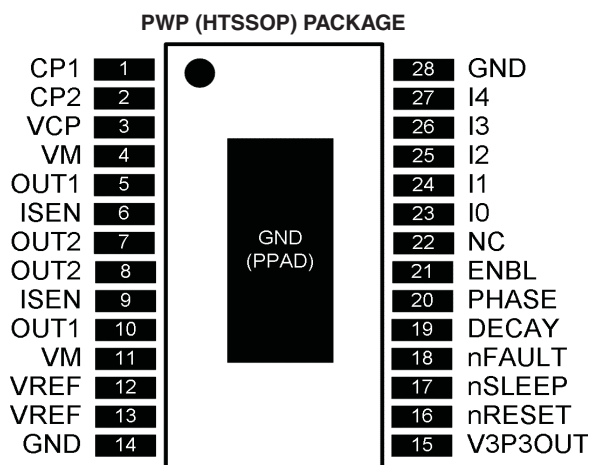 PWP (HTSSOP) PACKAGE
CP1 1 28 GND
CP2 2 27 I4
VCP 3 26 I3
VM 4 25 I2
OUT1 5 24 I1
ISEN 6 23 I0
OUT2 7 22 NC
OUT2 8 21 ENBL
ISEN 9 20 PHASE
OUT1 10 19 DECAY
VM 11 18 nFAULT
VREF 12 17 nSLEEP
VREF 13 16 nRESET
GND 14 15 V3P3OUT
GND
(PPAD)